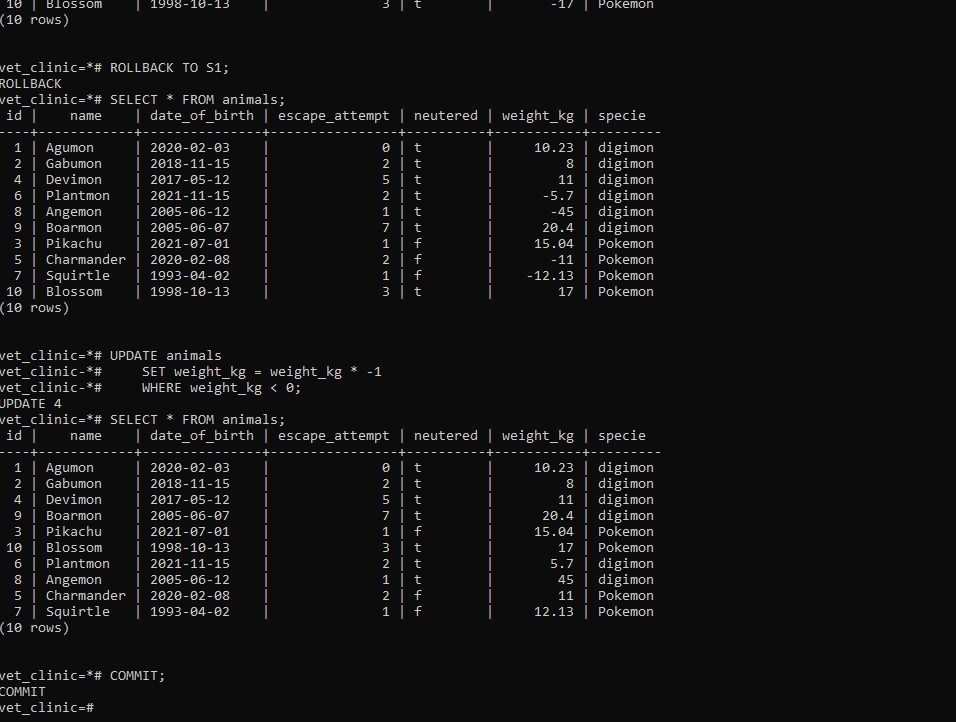 10 | Blossom    | 1998-10-13    |              3 | t        |       -17 | Pokemon
(10 rows)


vet_clinic=*# ROLLBACK TO S1;
ROLLBACK
vet_clinic=*# SELECT * FROM animals;
 id |    name    | date_of_birth | escape_attempt | neutered | weight_kg | specie
----+------------+---------------+----------------+----------+-----------+---------
  1 | Agumon     | 2020-02-03    |              0 | t        |     10.23 | digimon
  2 | Gabumon    | 2018-11-15    |              2 | t        |         8 | digimon
  4 | Devimon    | 2017-05-12    |              5 | t        |        11 | digimon
  6 | Plantmon   | 2021-11-15    |              2 | t        |      -5.7 | digimon
  8 | Angemon    | 2005-06-12    |              1 | t        |       -45 | digimon
  9 | Boarmon    | 2005-06-07    |              7 | t        |      20.4 | digimon
  3 | Pikachu    | 2021-07-01    |              1 | f        |     15.04 | Pokemon
  5 | Charmander | 2020-02-08    |              2 | f        |       -11 | Pokemon
  7 | Squirtle   | 1993-04-02    |              1 | f        |    -12.13 | Pokemon
 10 | Blossom    | 1998-10-13    |              3 | t        |        17 | Pokemon
(10 rows)


vet_clinic=*# UPDATE animals
vet_clinic-*#     SET weight_kg = weight_kg * -1
vet_clinic-*#     WHERE weight_kg < 0;
UPDATE 4
vet_clinic=*# SELECT * FROM animals;
 id |    name    | date_of_birth | escape_attempt | neutered | weight_kg | specie
----+------------+---------------+----------------+----------+-----------+---------
  1 | Agumon     | 2020-02-03    |              0 | t        |     10.23 | digimon
  2 | Gabumon    | 2018-11-15    |              2 | t        |         8 | digimon
  4 | Devimon    | 2017-05-12    |              5 | t        |        11 | digimon
  9 | Boarmon    | 2005-06-07    |              7 | t        |      20.4 | digimon
  3 | Pikachu    | 2021-07-01    |              1 | f        |     15.04 | Pokemon
 10 | Blossom    | 1998-10-13    |              3 | t        |        17 | Pokemon
  6 | Plantmon   | 2021-11-15    |              2 | t        |       5.7 | digimon
  8 | Angemon    | 2005-06-12    |              1 | t        |        45 | digimon
  5 | Charmander | 2020-02-08    |              2 | f        |        11 | Pokemon
  7 | Squirtle   | 1993-04-02    |              1 | f        |     12.13 | Pokemon
(10 rows)


vet_clinic=*# COMMIT;
COMMIT
vet_clinic=#